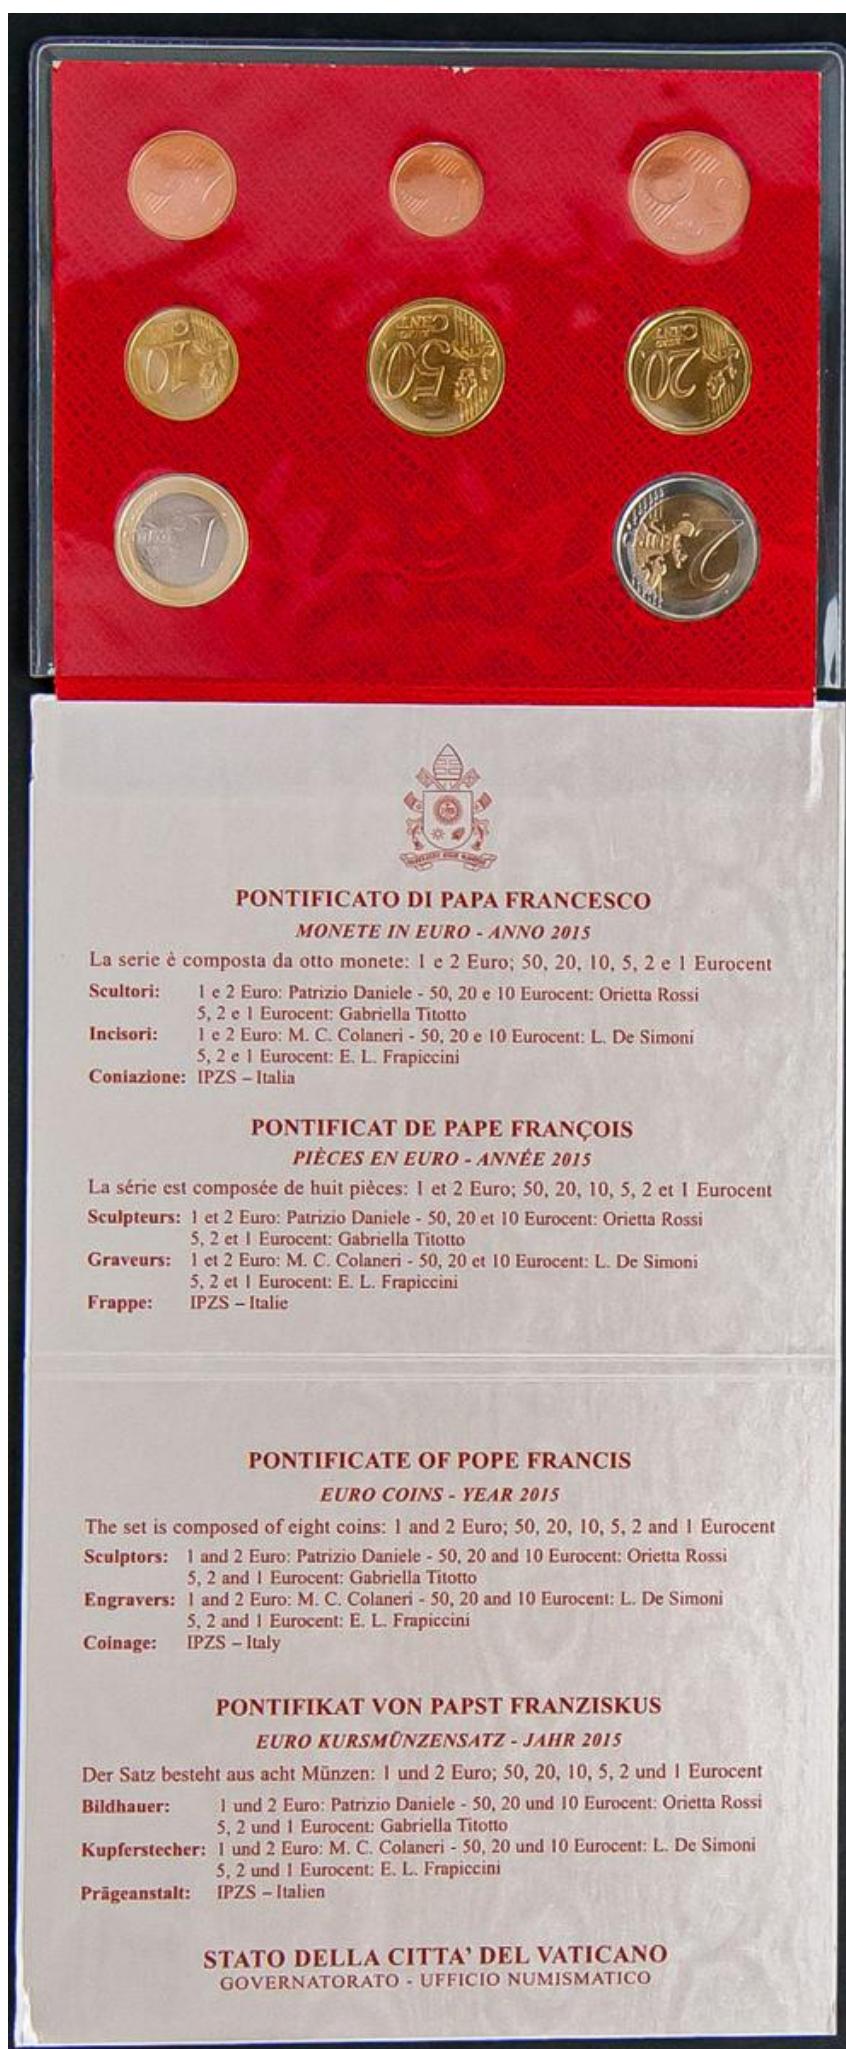 2
1
5
10
EURO
CENT
50
EURO
CENT
20
EURO
CENT
1
2
PONTIFICATO DI PAPA FRANCESCO
MONETE IN EURO - ANNO 2015
La serie è composta da otto monete: 1 e 2 Euro; 50, 20, 10, 5, 2 e 1 Eurocent
Scultori: 1 e 2 Euro: Patrizio Daniele - 50, 20 e 10 Eurocent: Orietta Rossi
5, 2 e 1 Eurocent: Gabriella Titotto
Incisori: 1 e 2 Euro: M. C. Colaneri - 50, 20 e 10 Eurocent: L. De Simoni
5, 2 e 1 Eurocent: E. L. Frapiccini
Coniazione: IPZS – Italia
PONTIFICAT DE PAPE FRANÇOIS
PIÈCES EN EURO - ANNÉE 2015
La série est composée de huit pièces: 1 et 2 Euro; 50, 20, 10, 5, 2 et 1 Eurocent
Sculpteurs: 1 et 2 Euro: Patrizio Daniele - 50, 20 et 10 Eurocent: Orietta Rossi
5, 2 et 1 Eurocent: Gabriella Titotto
Graveurs: 1 et 2 Euro: M. C. Colaneri - 50, 20 et 10 Eurocent: L. De Simoni
5, 2 et 1 Eurocent: E. L. Frapiccini
Frappe: IPZS – Italie
PONTIFICATE OF POPE FRANCIS
EURO COINS - YEAR 2015
The set is composed of eight coins: 1 and 2 Euro; 50, 20, 10, 5, 2 and 1 Eurocent
Sculptors: 1 and 2 Euro: Patrizio Daniele - 50, 20 and 10 Eurocent: Orietta Rossi
5, 2 and 1 Eurocent: Gabriella Titotto
Engravers: 1 and 2 Euro: M. C. Colaneri - 50, 20 and 10 Eurocent: L. De Simoni
5, 2 and 1 Eurocent: E. L. Frapiccini
Coinage: IPZS – Italy
PONTIFIKAT VON PAPST FRANZISKUS
EURO KURSMÜNZENSATZ - JAHR 2015
Der Satz besteht aus acht Münzen: 1 und 2 Euro; 50, 20, 10, 5, 2 und 1 Eurocent
Bildhauer: 1 und 2 Euro: Patrizio Daniele - 50, 20 und 10 Eurocent: Orietta Rossi
5, 2 und 1 Eurocent: Gabriella Titotto
Kupferstecher: 1 und 2 Euro: M. C. Colaneri - 50, 20 und 10 Eurocent: L. De Simoni
5, 2 und 1 Eurocent: E. L. Frapiccini
Prägeanstalt: IPZS – Italien
STATO DELLA CITTA' DEL VATICANO
GOVERNATORATO - UFFICIO NUMISMATICO